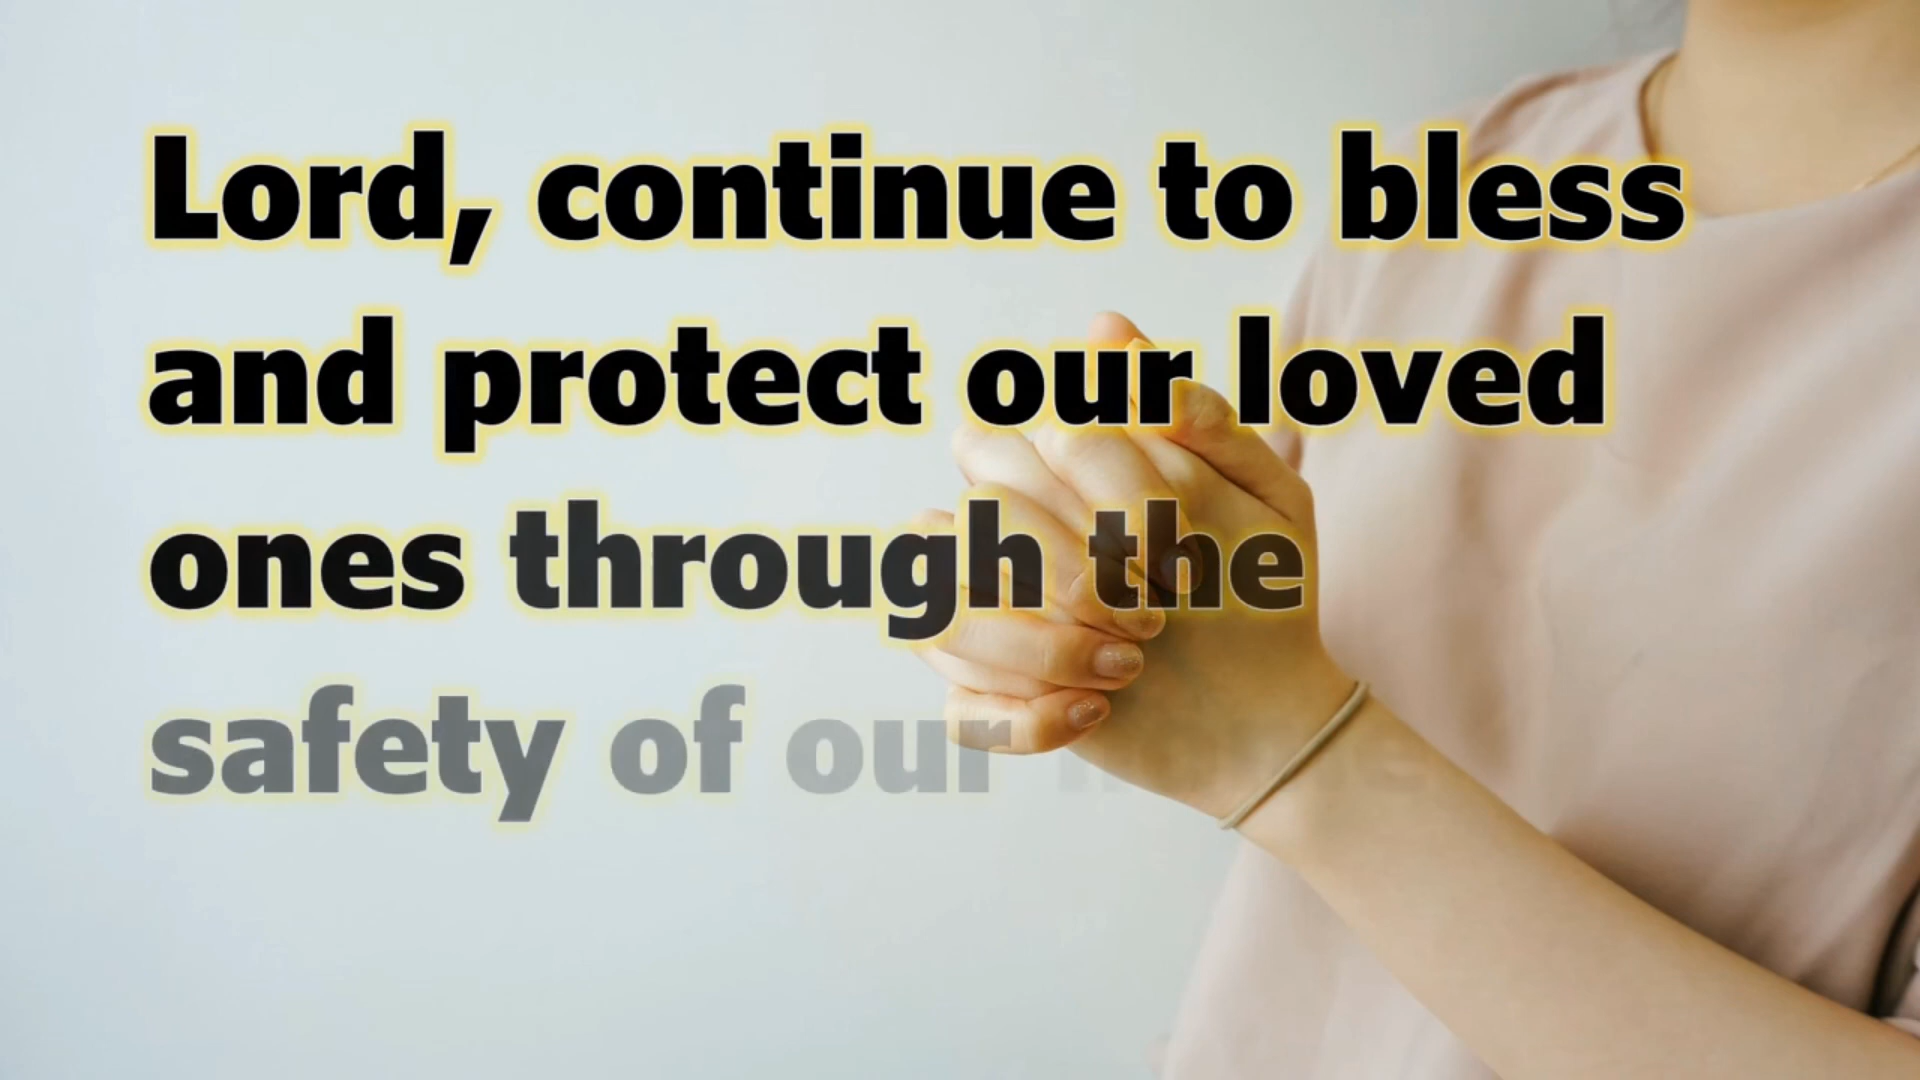 Lord, continue to bless
and protect our loved
ones through the
safety of our